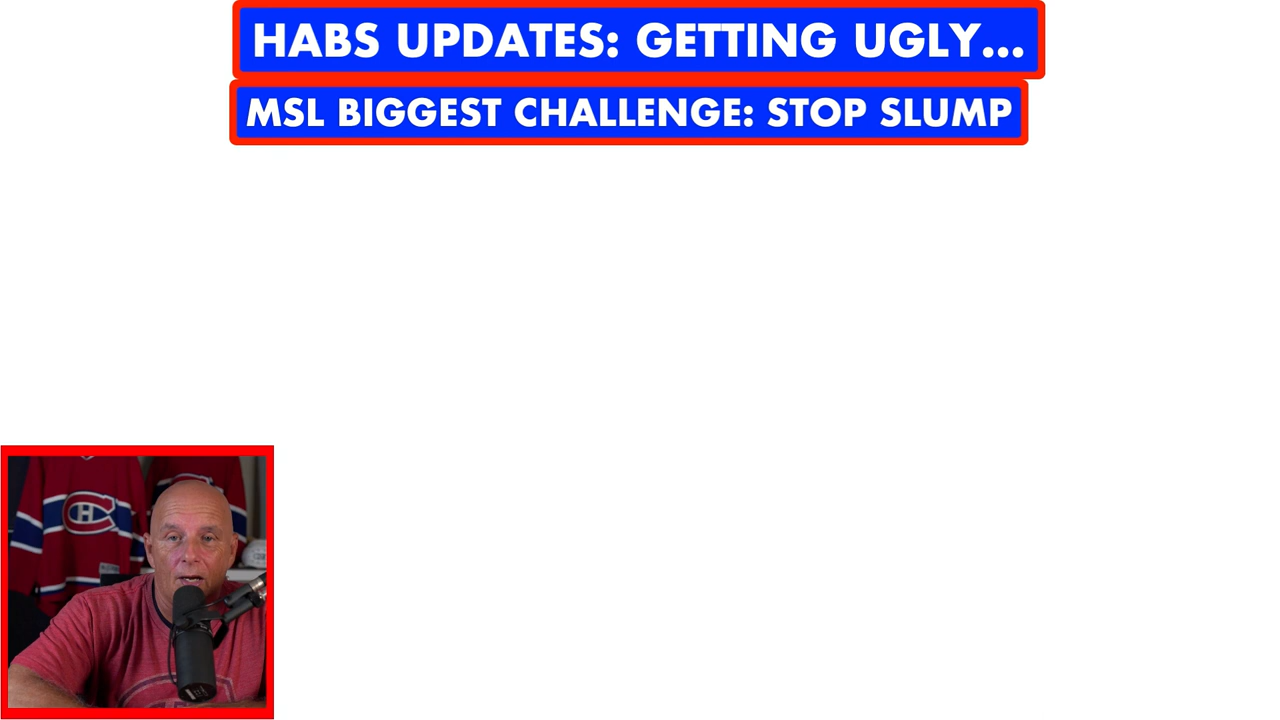 HABS UPDATES: GETTING UGLY...
MSL BIGGEST CHALLENGE: STOP SLUMP